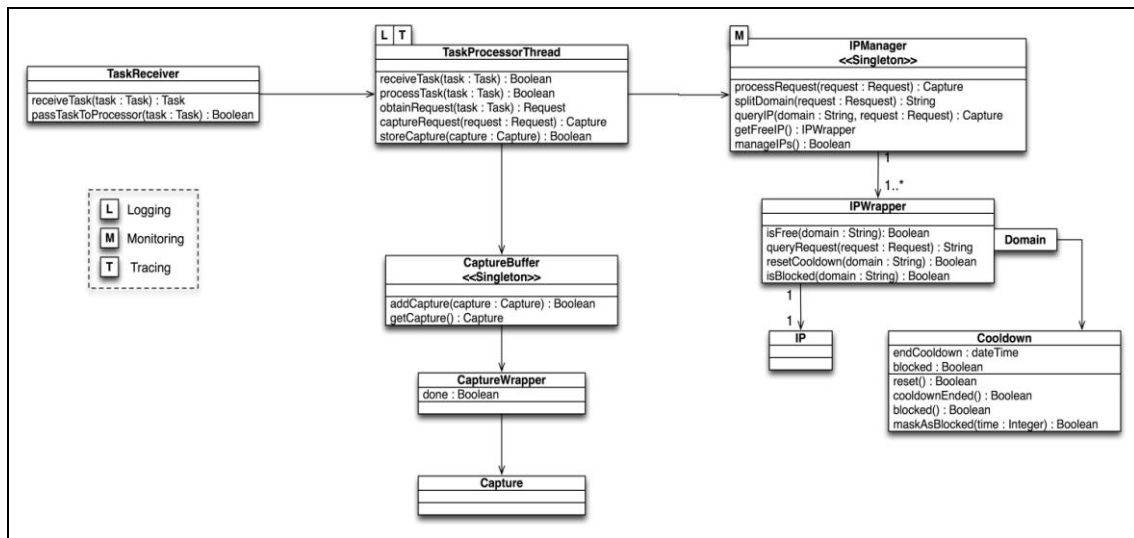 L T
M
TaskReceiver
receiveTask(task : Task) : Task
passTaskToProcessor(task : Task) : Boolean
TaskProcessorThread
receiveTask(task : Task) : Boolean
processTask(task : Task) : Boolean
obtainRequest(task : Task) : Request
captureRequest(request : Request) : Capture
storeCapture(capture : Capture) : Boolean
IPManager
<<Singleton>>
processRequest(request : Request) : Capture
splitDomain(request : Resquest) : String
queryIP(domain : String, request : Request) : Capture
getFreeIP() : IPWrapper
manageIPs() : Boolean
1
1..*
L Logging
M Monitoring
T Tracing
IPWrapper
isFree(domain : String): Boolean
queryRequest(request : Request) : String
resetCooldown(domain : String) : Boolean
isBlocked(domain : String) : Boolean
Domain
1
1
IP
CaptureBuffer
<<Singleton>>
addCapture(capture : Capture) : Boolean
getCapture() : Capture
Cooldown
endCooldown : dateTime
blocked : Boolean
reset() : Boolean
cooldownEnded() : Boolean
blocked() : Boolean
maskAsBlocked(time : Integer) : Boolean
CaptureWrapper
done : Boolean
Capture